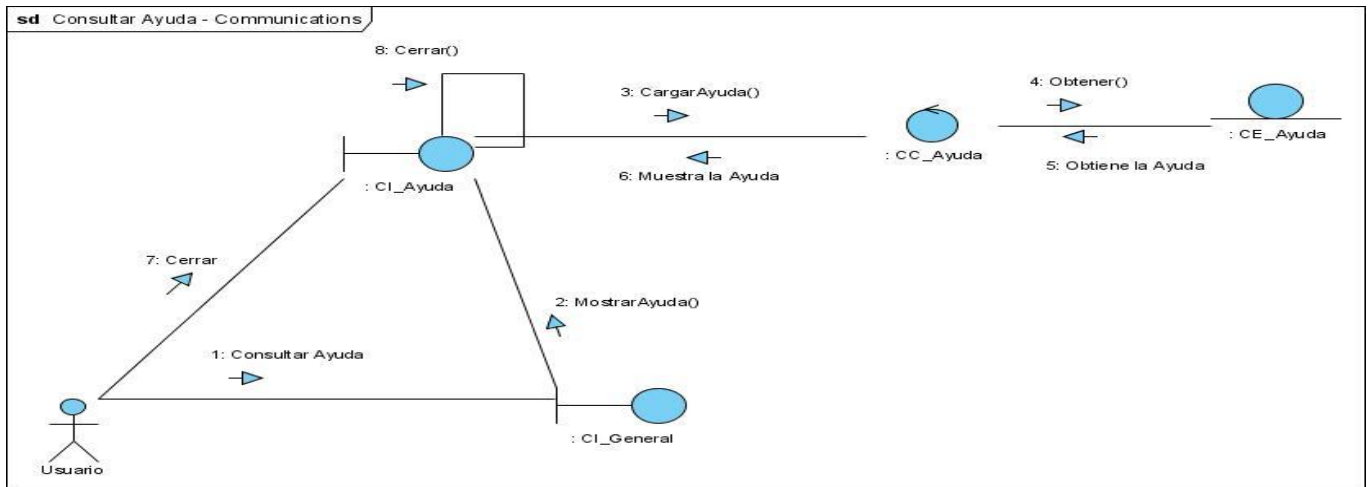 sd Consultar Ayuda - Communications
8: Cerrar()
3: CargarAyuda()
4: Obtener()
: CI_Ayuda
: CC_Ayuda
: CE_Ayuda
6: Muestra la Ayuda
5: Obtiene la Ayuda
7: Cerrar
2: MostrarAyuda()
1: Consultar Ayuda
: CI_General
Usuario